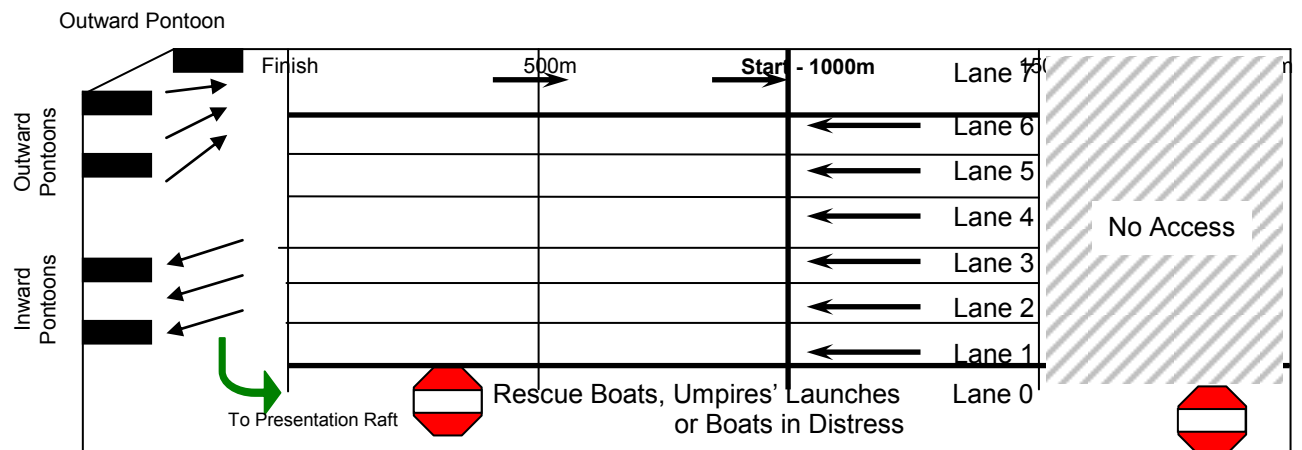 Outward Pontoon
Finish
500m
Start - 1000m
Lane 7
Lane 6
Outward
Pontoons
Lane 5
Lane 4
No Access
Lane 3
Inward
Pontoons
Lane 2
Lane 1
Rescue Boats, Umpires' Launches
or Boats in Distress
Lane 0
To Presentation Raft